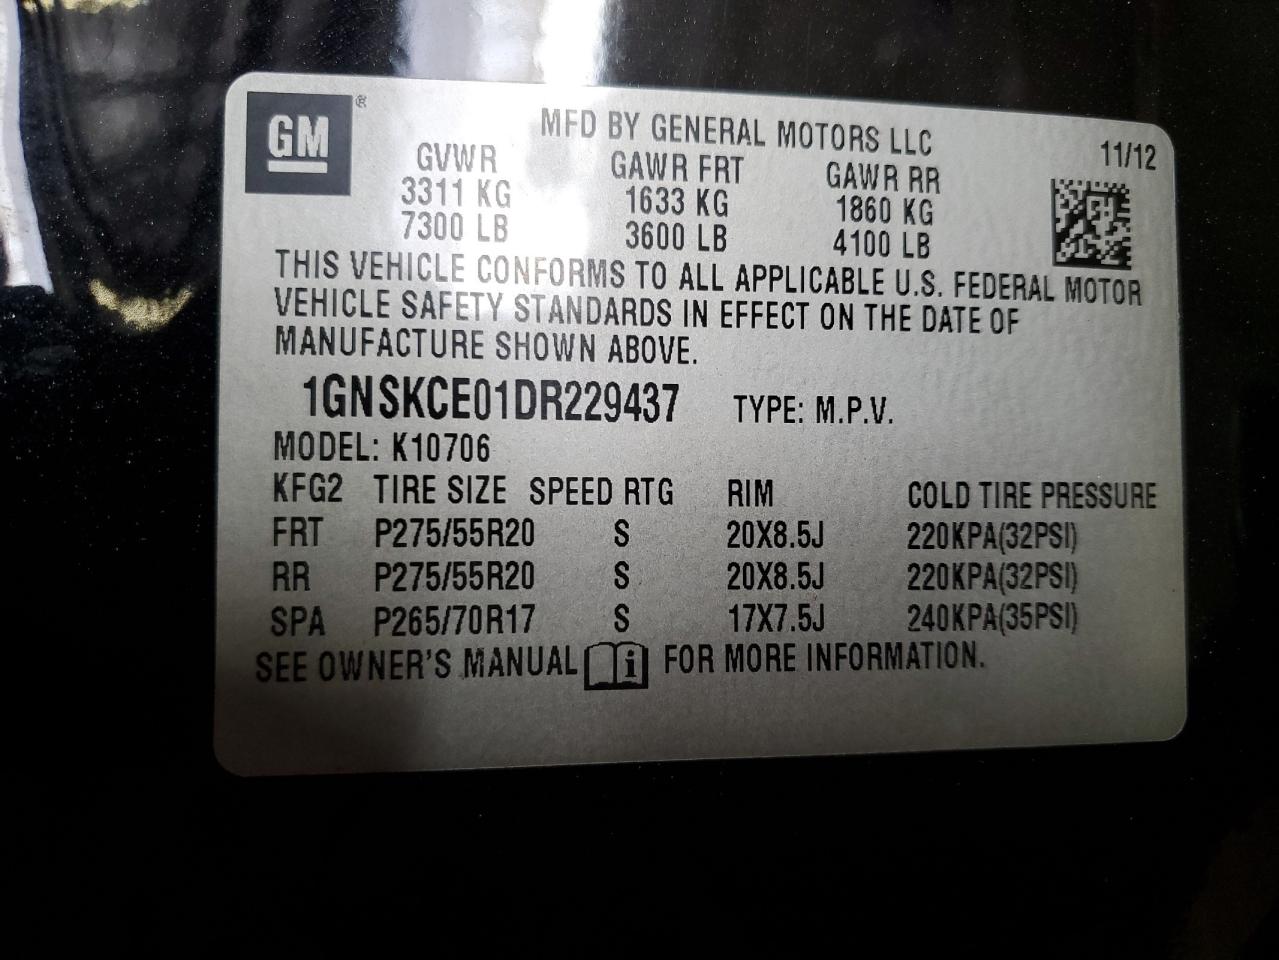 GM ®
MFD BY GENERAL MOTORS LLC
11/12
GVWR GAWR FRT GAWR RR
3311 KG 1633 KG 1860 KG
7300 LB 3600 LB 4100 LB
THIS VEHICLE CONFORMS TO ALL APPLICABLE U.S. FEDERAL MOTOR
VEHICLE SAFETY STANDARDS IN EFFECT ON THE DATE OF
MANUFACTURE SHOWN ABOVE.
1GNSKCE01DR229437 TYPE: M.P.V.
MODEL: K10706
KFG2 TIRE SIZE SPEED RTG RIM COLD TIRE PRESSURE
FRT P275/55R20 S 20X8.5J 220KPA(32PSI)
RR P275/55R20 S 20X8.5J 220KPA(32PSI)
SPA P265/70R17 S 17X7.5J 240KPA(35PSI)
SEE OWNER'S MANUAL i FOR MORE INFORMATION.